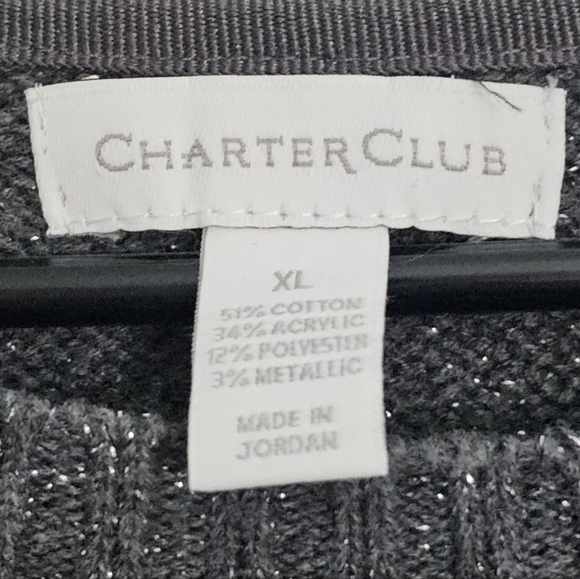 CHARTER CLUB
XL
51% COTTON
34% ACRYLIC
12% POLYESTER
3% METALLIC
MADE IN
JORDAN